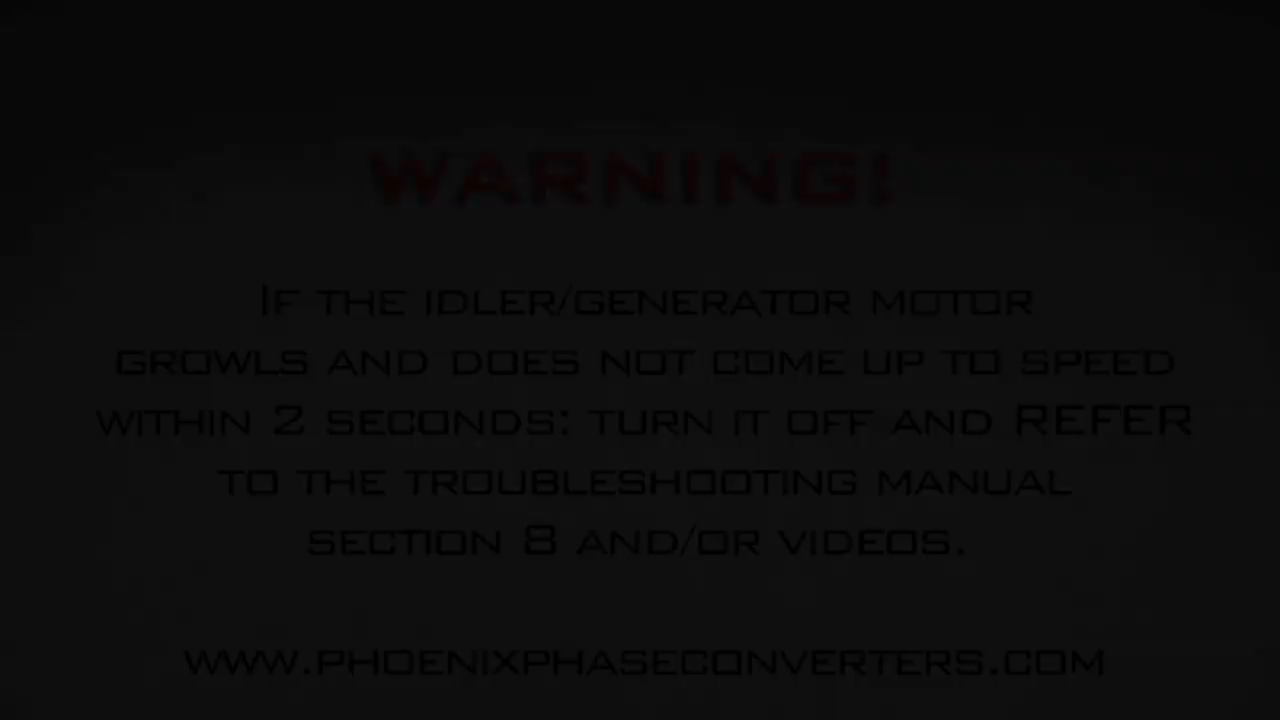 WARNING!
IF THE IDLER/GENERATOR MOTOR
GROWLS AND DOES NOT COME UP TO SPEED
WITHIN 2 SECONDS: TURN IT OFF AND REFER
TO THE TROUBLESHOOTING MANUAL
SECTION 8 AND/OR VIDEOS.
WWW.PHOENIXPHASECONVERTERS.COM